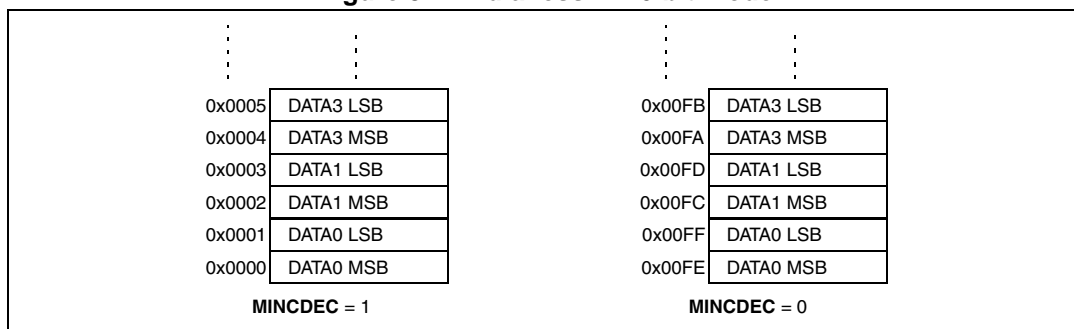 0x0005 DATA3 LSB
0x0004 DATA3 MSB
0x0003 DATA1 LSB
0x0002 DATA1 MSB
0x0001 DATA0 LSB
0x0000 DATA0 MSB
MINCDEC = 1
0x00FB DATA3 LSB
0x00FA DATA3 MSB
0x00FD DATA1 LSB
0x00FC DATA1 MSB
0x00FF DATA0 LSB
0x00FE DATA0 MSB
MINCDEC = 0